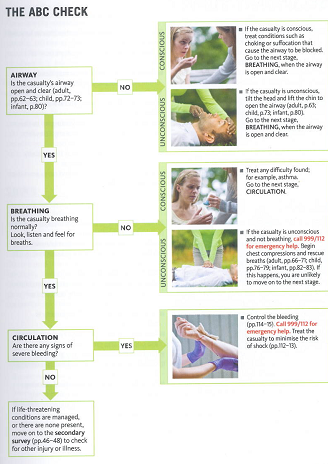 THE ABC CHECK
AIRWAY
Is the casualty's airway
open and clear (adult,
pp.62–63; child, pp.72–73;
infant, p.80)?
NO
CONSCIOUS
■ If the casualty is conscious,
treat conditions such as
choking or suffocation that
cause the airway to be blocked.
Go to the next stage,
BREATHING, when the airway
is open and clear.
UNCONSCIOUS
■ If the casualty is unconscious,
tilt the head and lift the chin to
open the airway (adult, p.63;
child, p.73; infant, p.80).
Go to the next stage,
BREATHING, when the airway
is open and clear.
YES
BREATHING
Is the casualty breathing
normally?
Look, listen and feel for
breaths.
NO
CONSCIOUS
■ Treat any difficulty found;
for example, asthma.
Go to the next stage,
CIRCULATION.
UNCONSCIOUS
■ If the casualty is unconscious
and not breathing, call 999/112
for emergency help. Begin
chest compressions and rescue
breaths (adult, pp.66–71; child,
pp.76–79; infant, pp.82–83). If
this happens, you are unlikely
to move on to the next stage.
YES
CIRCULATION
Are there any signs of
severe bleeding?
YES
■ Control the bleeding
(pp.114–15). Call 999/112 for
emergency help. Treat the
casualty to minimise the risk
of shock (pp.112–13).
NO
If life-threatening
conditions are managed,
or there are none present,
move on to the secondary
survey (pp.46–48) to check
for other injury or illness.